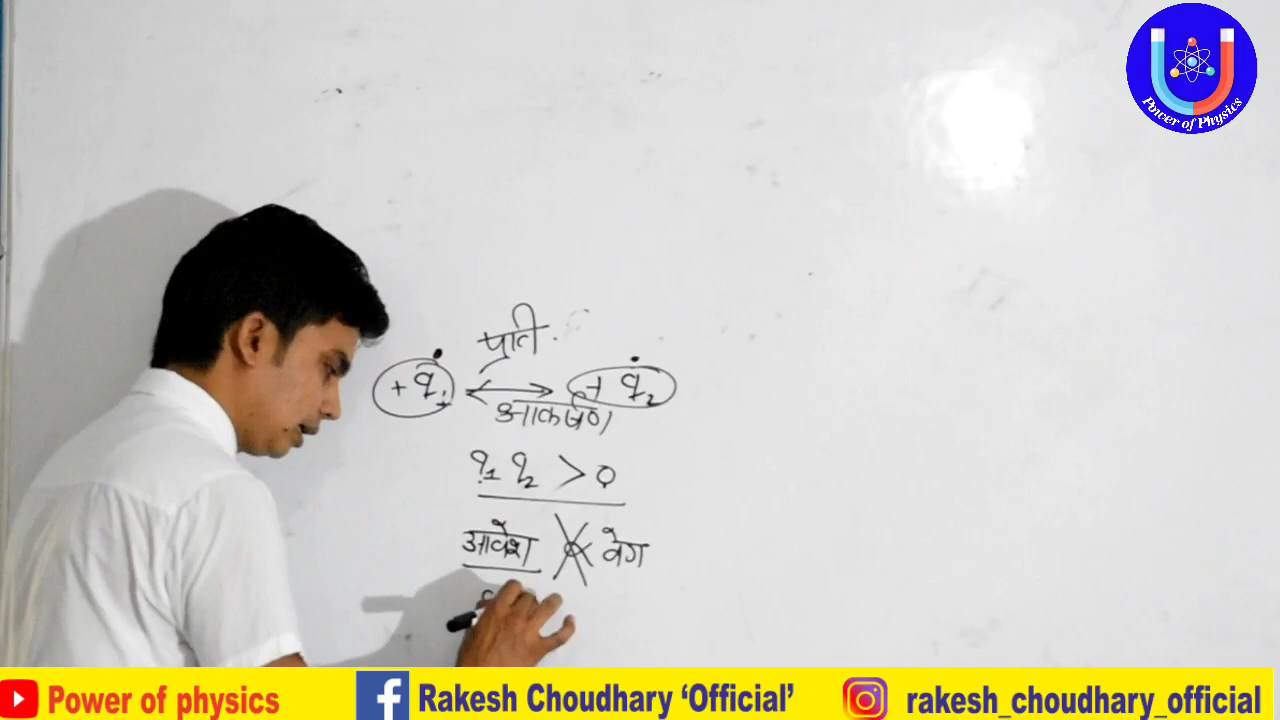 Power of Physics
प्रति.
+ q₁ ↔ + q₂
आकर्षण
q₁ q₂ > 0
आवेश ∝ वेग
Power of physics
Rakesh Choudhary ‘Official’
rakesh_choudhary_official